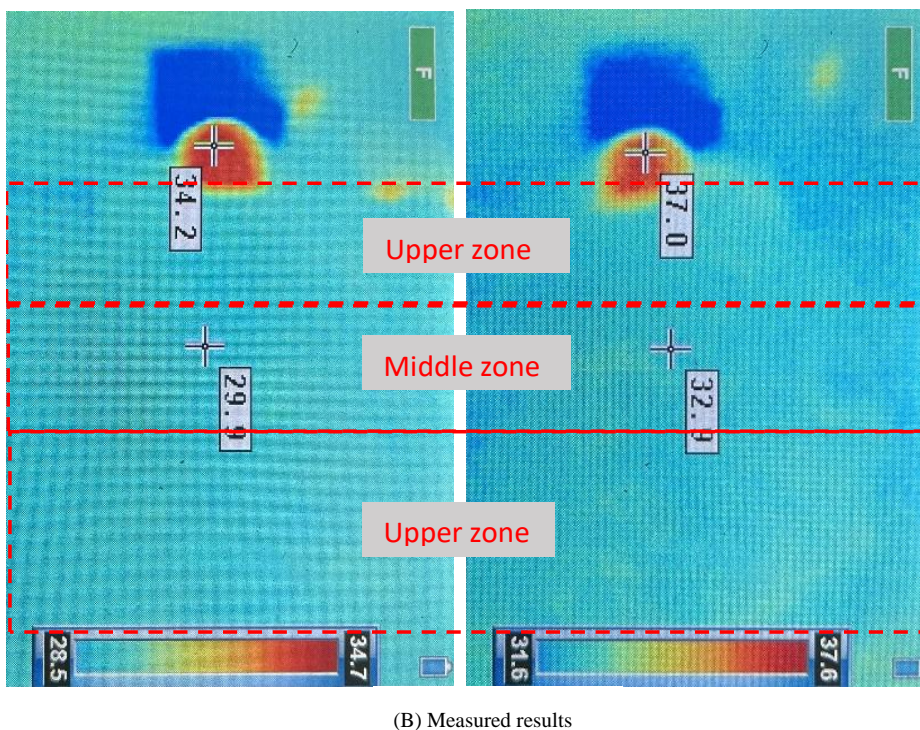 F
F
34.2
37.0
Upper zone
Middle zone
29.9
32.9
Upper zone
28.5
34.7
31.6
37.6
(B) Measured results